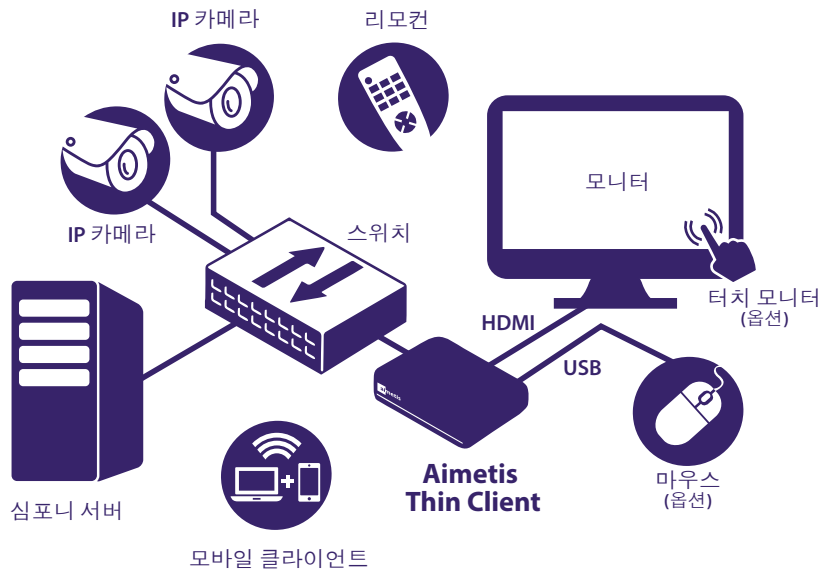 IP 카메라
리모컨
IP 카메라
모니터
스위치
터치 모니터
(옵션)
HDMI
USB
Aimetis
Aimetis
Thin Client
마우스
(옵션)
심포니 서버
모바일 클라이언트